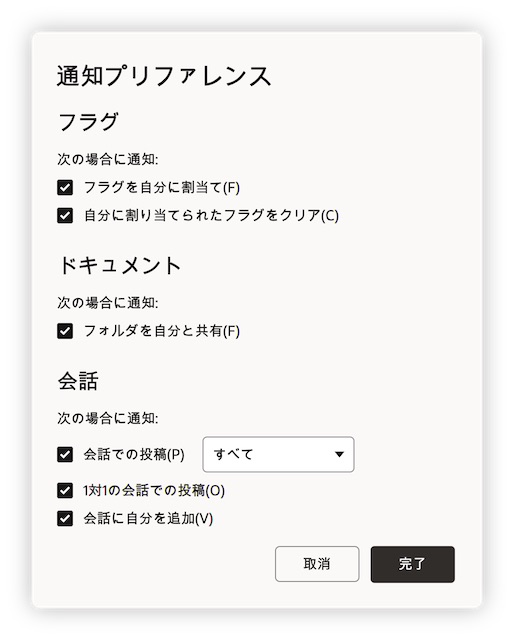 通知プリファレンス
フラグ
次の場合に通知:
フラグを自分に割当て(F)
自分に割り当てられたフラグをクリア(C)
ドキュメント
次の場合に通知:
フォルダを自分と共有(F)
会話
次の場合に通知:
会話での投稿(P) すべて
1対1の会話での投稿(O)
会話に自分を追加(V)
取消 完了